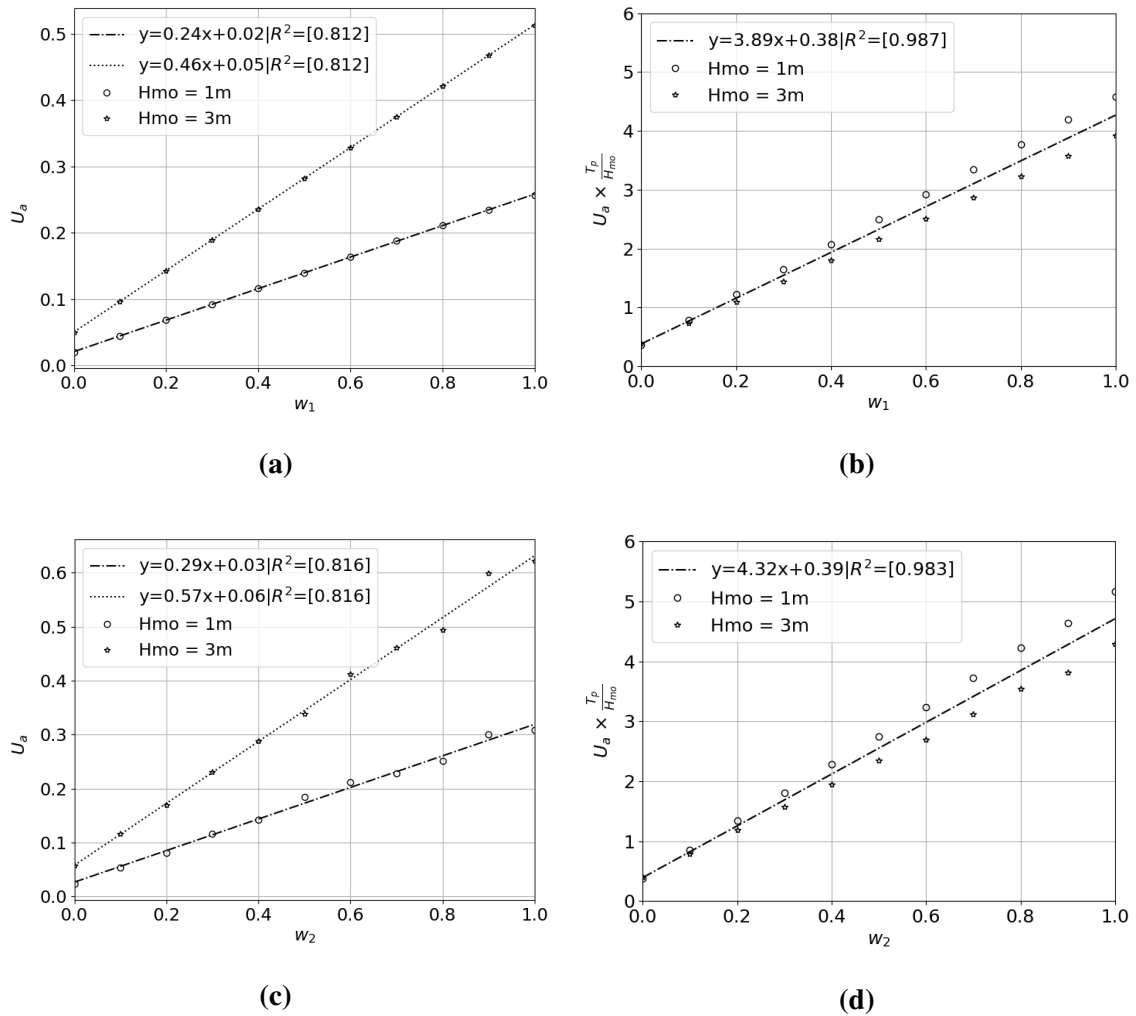 y=0.24x+0.02|R²=[0.812]
y=0.46x+0.05|R²=[0.812]
Hmo = 1m
Hmo = 3m
0.5
0.4
0.3
0.2
0.1
0.0
U_a
0.0 0.2 0.4 0.6 0.8 1.0
w₁
(a)
y=3.89x+0.38|R²=[0.987]
Hmo = 1m
Hmo = 3m
6
5
4
3
2
1
0
U_a × T_p/H_mo
0.0 0.2 0.4 0.6 0.8 1.0
w₁
(b)
y=0.29x+0.03|R²=[0.816]
y=0.57x+0.06|R²=[0.816]
Hmo = 1m
Hmo = 3m
0.6
0.5
0.4
0.3
0.2
0.1
0.0
U_a
0.0 0.2 0.4 0.6 0.8 1.0
w₂
(c)
y=4.32x+0.39|R²=[0.983]
Hmo = 1m
Hmo = 3m
6
5
4
3
2
1
0
U_a × T_p/H_mo
0.0 0.2 0.4 0.6 0.8 1.0
w₂
(d)